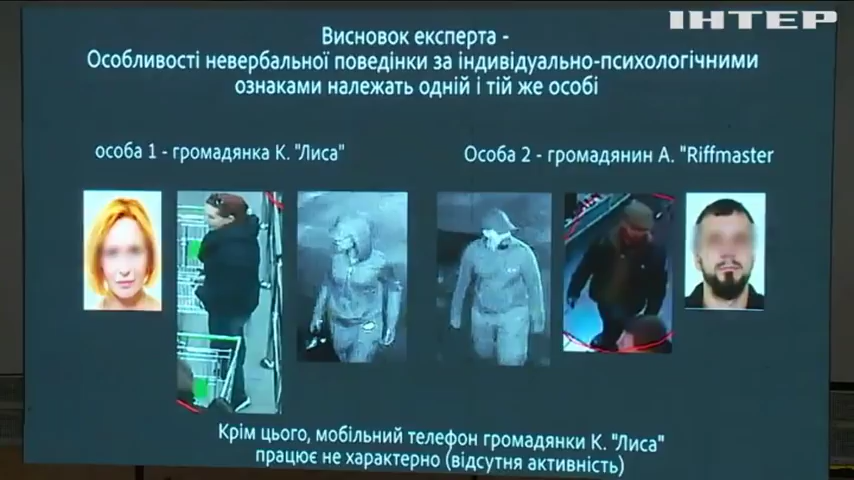 ІНТЕР
Висновок експерта -
Особливості невербальної поведінки за індивідуально-психологічними
ознаками належать одній і тій же особі
особа 1 - громадянка К. "Лиса"
Особа 2 - громадянин А. "Riffmaster
Крім цього, мобільний телефон громадянки К. "Лиса"
працює не характерно (відсутня активність)